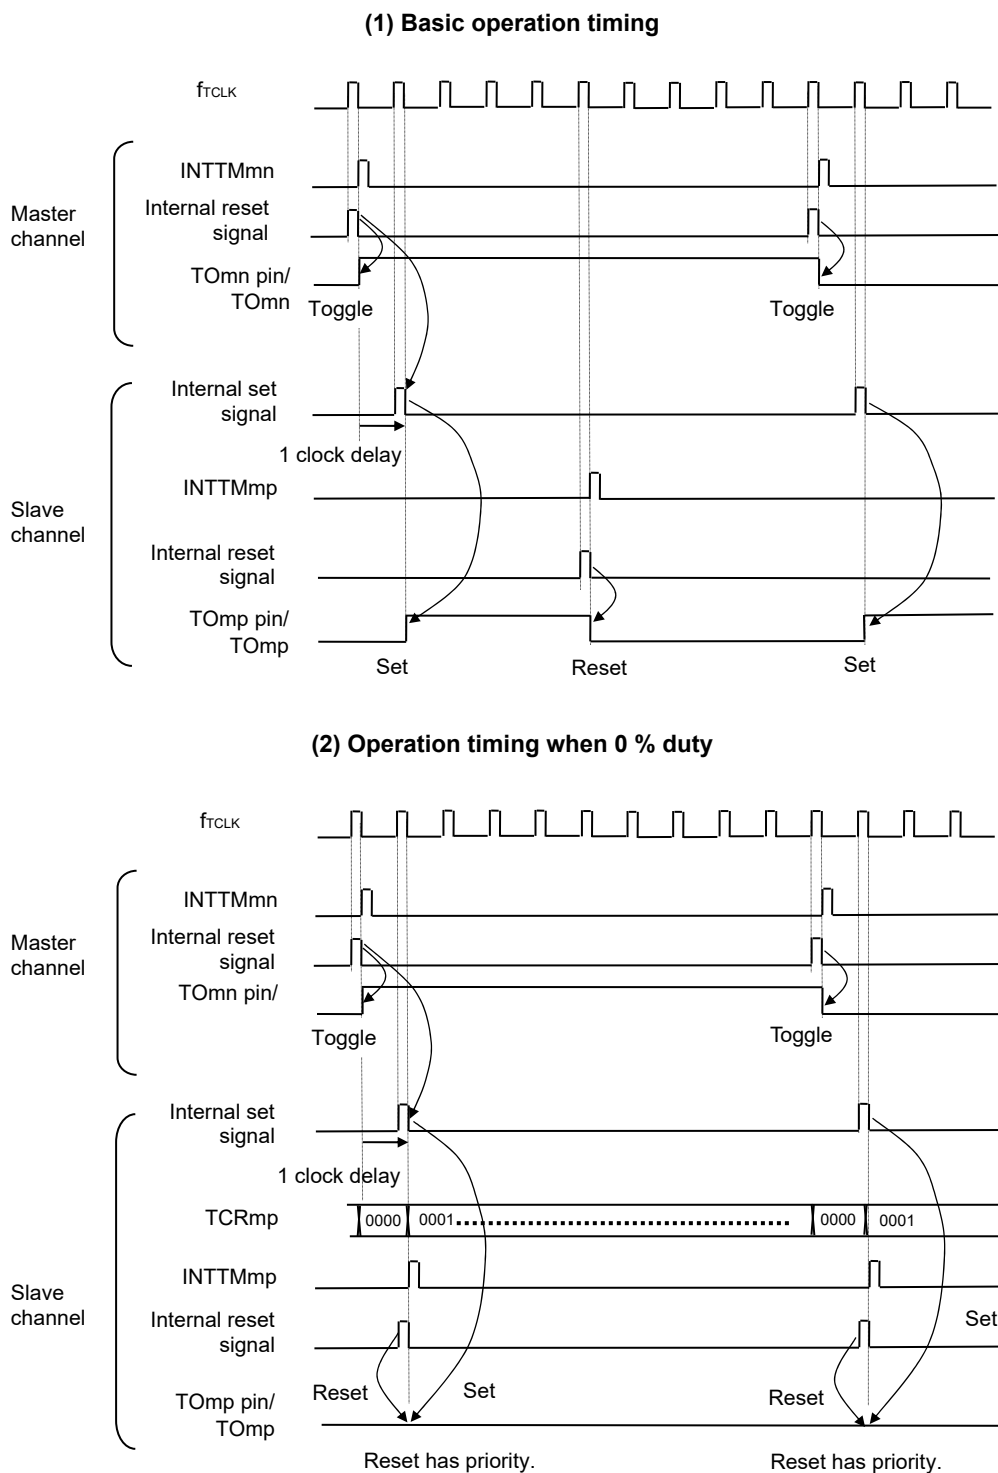 (1) Basic operation timing
fTCLK
INTTMmn
Master
channel
Internal reset
signal
TOmn pin/
TOmn
Toggle
Toggle
Internal set
signal
1 clock delay
INTTMmp
Slave
channel
Internal reset
signal
TOmp pin/
TOmp
Set
Reset
Set
(2) Operation timing when 0 % duty
fTCLK
INTTMmn
Master
channel
Internal reset
signal
TOmn pin/
Toggle
Toggle
Internal set
signal
1 clock delay
TCRmp
0000
0001
0000
0001
INTTMmp
Slave
channel
Internal reset
signal
Set
Reset
Set
Reset
TOmp pin/
TOmp
Reset has priority.
Reset has priority.